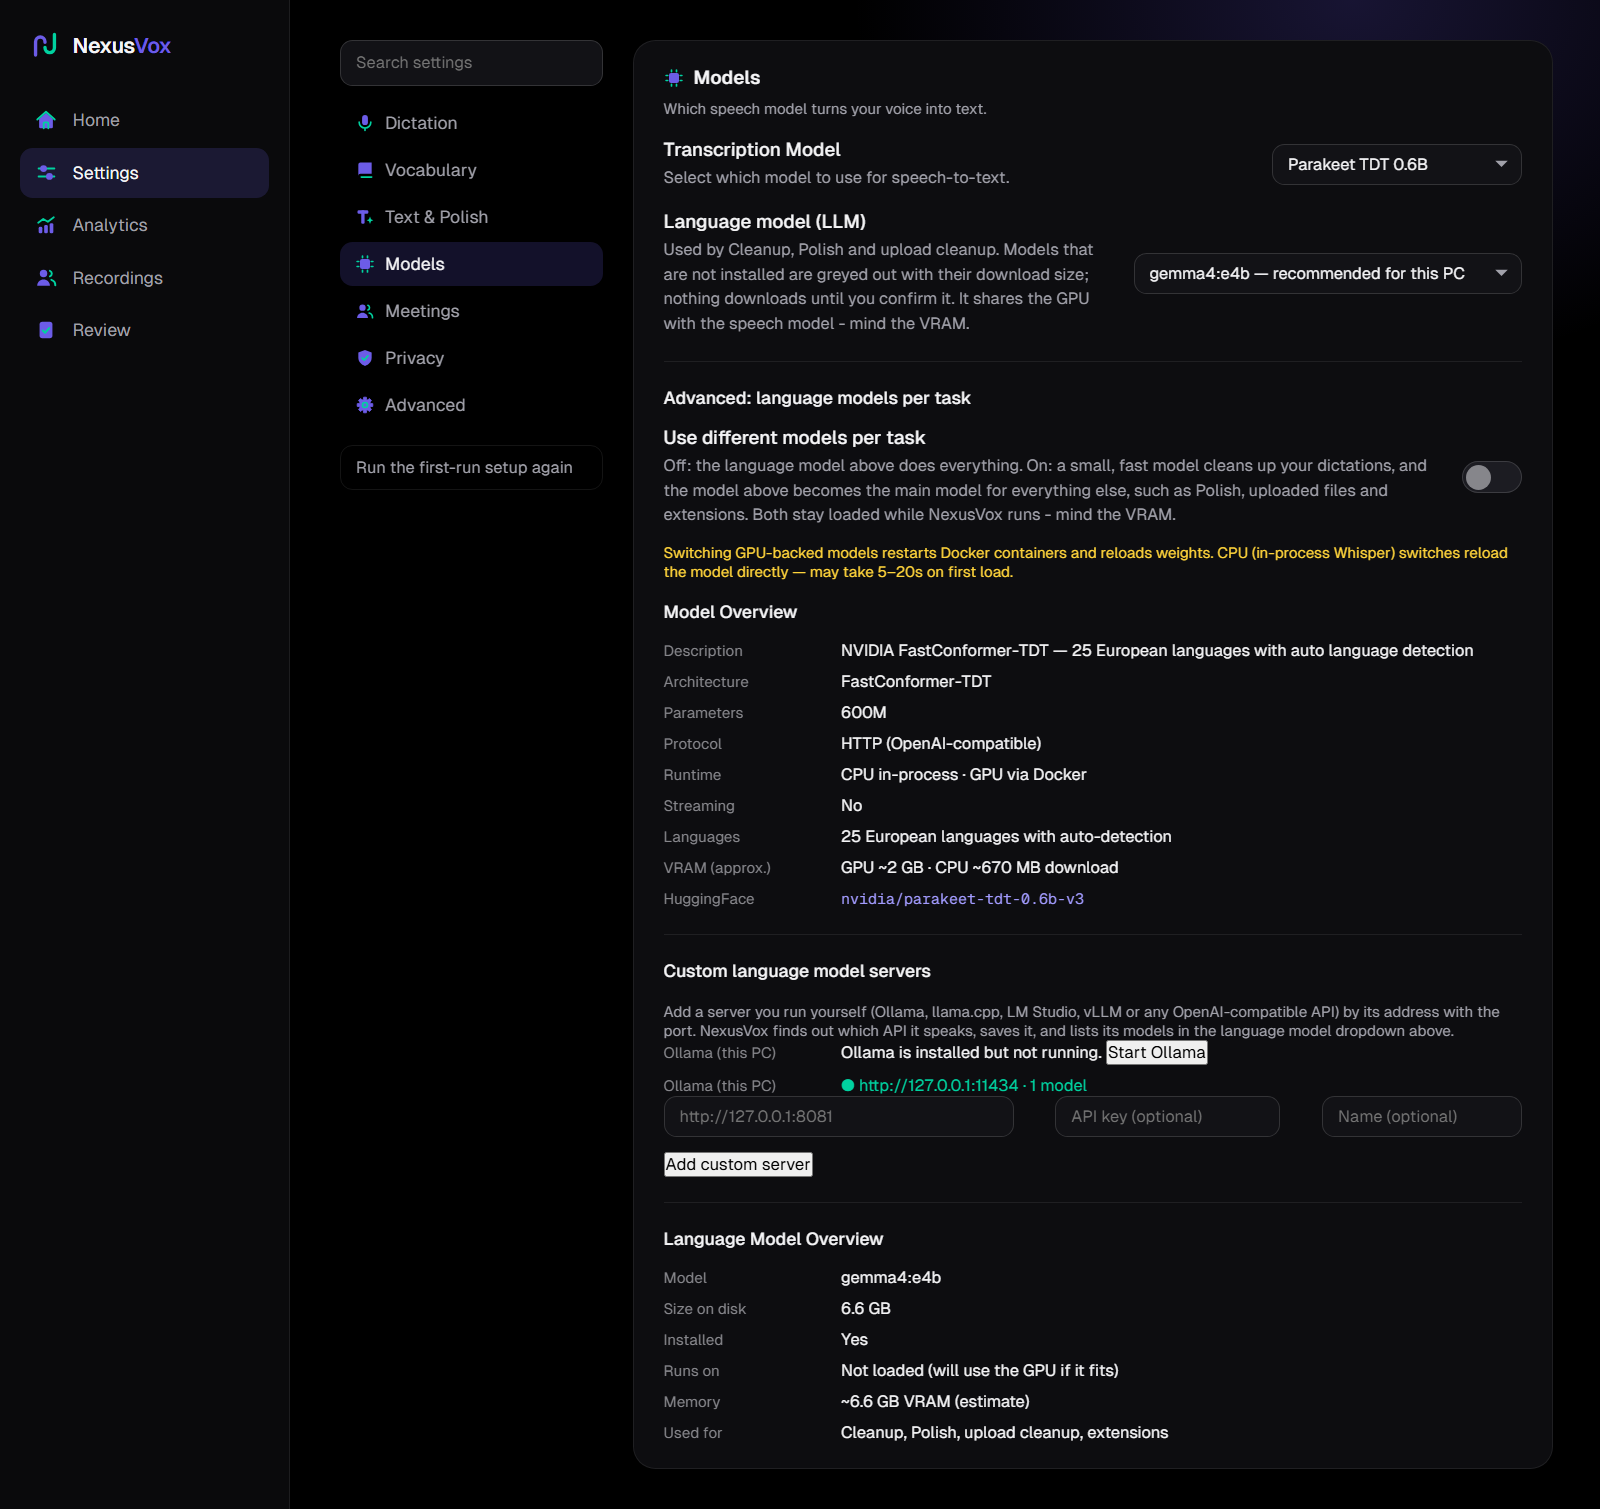 NexusVox
Home
Settings
Analytics
Recordings
Review
Search settings
Dictation
Vocabulary
Text & Polish
Models
Meetings
Privacy
Advanced
Run the first-run setup again
Models
Which speech model turns your voice into text.
Transcription Model
Select which model to use for speech-to-text.
Parakeet TDT 0.6B
Language model (LLM)
Used by Cleanup, Polish and upload cleanup. Models that
are not installed are greyed out with their download size;
nothing downloads until you confirm it. It shares the GPU
with the speech model - mind the VRAM.
gemma4:e4b — recommended for this PC
Advanced: language models per task
Use different models per task
Off: the language model above does everything. On: a small, fast model cleans up your dictations, and
the model above becomes the main model for everything else, such as Polish, uploaded files and
extensions. Both stay loaded while NexusVox runs - mind the VRAM.
Switching GPU-backed models restarts Docker containers and reloads weights. CPU (in-process Whisper) switches reload
the model directly — may take 5–20s on first load.
Model Overview
Description NVIDIA FastConformer-TDT — 25 European languages with auto language detection
Architecture FastConformer-TDT
Parameters 600M
Protocol HTTP (OpenAI-compatible)
Runtime CPU in-process · GPU via Docker
Streaming No
Languages 25 European languages with auto-detection
VRAM (approx.) GPU ~2 GB · CPU ~670 MB download
HuggingFace nvidia/parakeet-tdt-0.6b-v3
Custom language model servers
Add a server you run yourself (Ollama, llama.cpp, LM Studio, vLLM or any OpenAI-compatible API) by its address with the
port. NexusVox finds out which API it speaks, saves it, and lists its models in the language model dropdown above.
Ollama (this PC) Ollama is installed but not running. Start Ollama
Ollama (this PC) http://127.0.0.1:11434 · 1 model
http://127.0.0.1:8081 API key (optional) Name (optional)
Add custom server
Language Model Overview
Model gemma4:e4b
Size on disk 6.6 GB
Installed Yes
Runs on Not loaded (will use the GPU if it fits)
Memory ~6.6 GB VRAM (estimate)
Used for Cleanup, Polish, upload cleanup, extensions